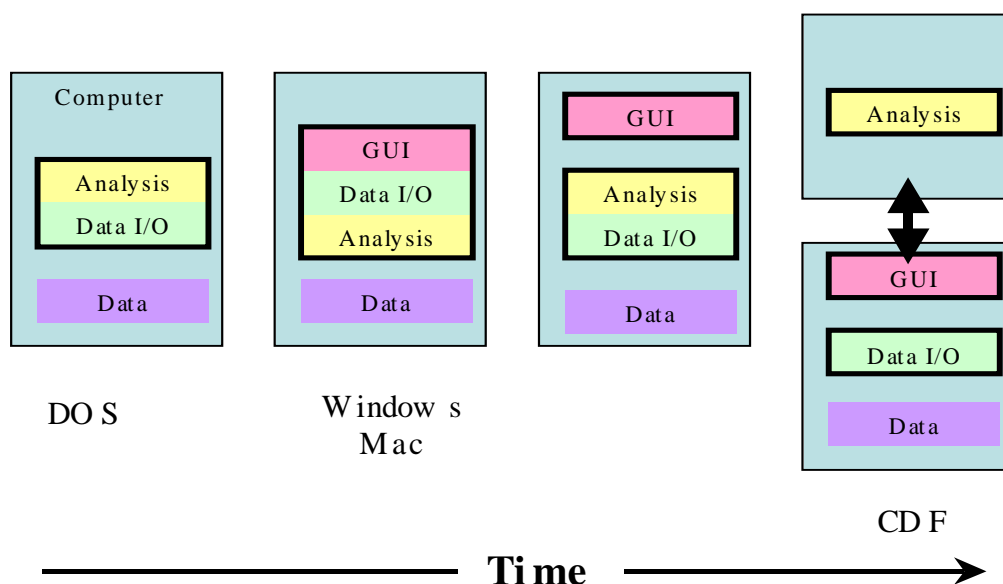 Computer
Analysis
Data I/O
Data
DOS
GUI
Data I/O
Analysis
Data
Windows
Mac
GUI
Analysis
Data I/O
Data
Analysis
GUI
Data I/O
Data
CDF
Time